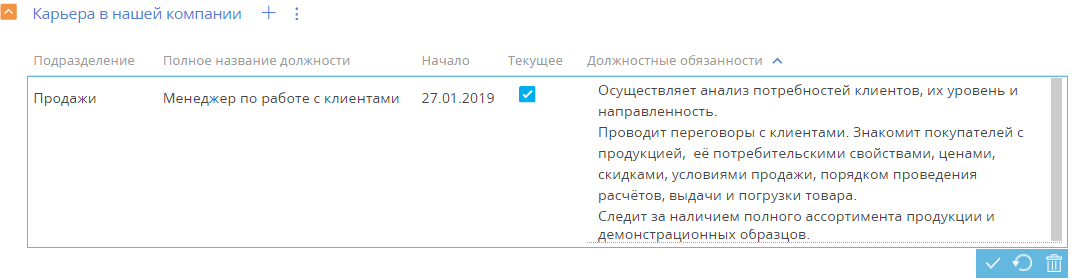 Карьера в нашей компании
Подразделение Полное название должности Начало Текущее Должностные обязанности
Продажи Менеджер по работе с клиентами 27.01.2019
Осуществляет анализ потребностей клиентов, их уровень и
направленность.
Проводит переговоры с клиентами. Знакомит покупателей с
продукцией,  её потребительскими свойствами, ценами,
скидками, условиями продажи, порядком проведения
расчётов, выдачи и погрузки товара.
Следит за наличием полного ассортимента продукции и
демонстрационных образцов.